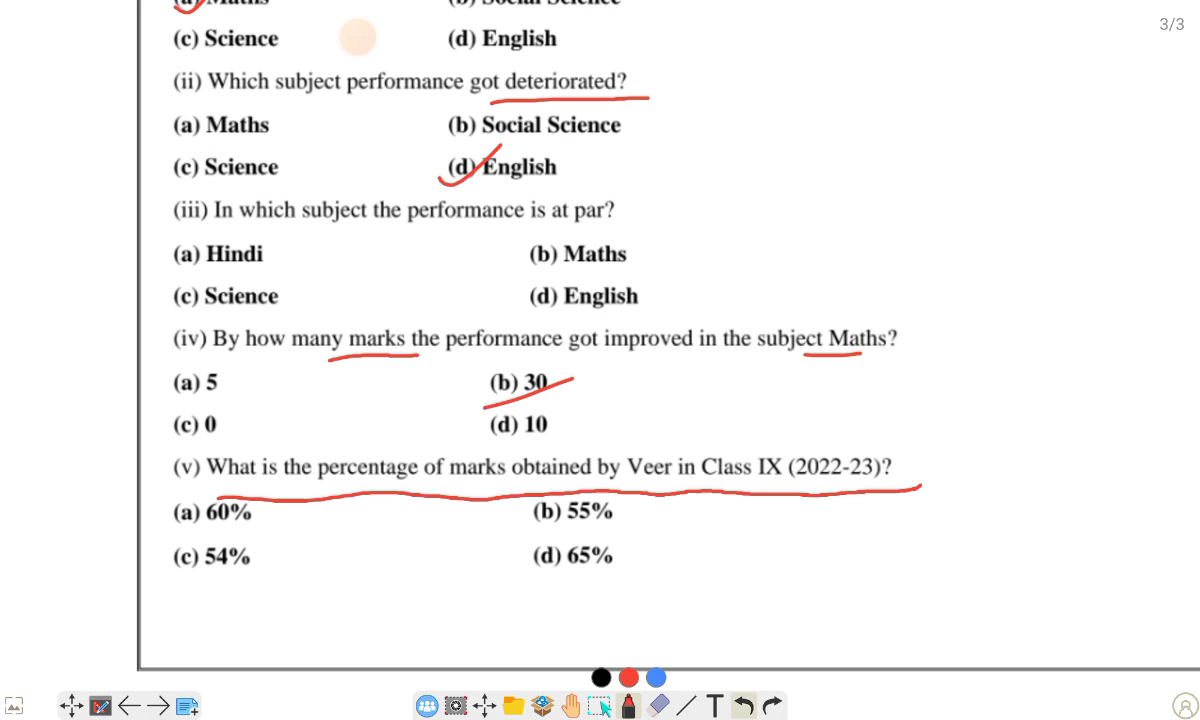 3/3
(c) Science (d) English
(ii) Which subject performance got deteriorated?
(a) Maths (b) Social Science
(c) Science (d) English
(iii) In which subject the performance is at par?
(a) Hindi (b) Maths
(c) Science (d) English
(iv) By how many marks the performance got improved in the subject Maths?
(a) 5 (b) 30
(c) 0 (d) 10
(v) What is the percentage of marks obtained by Veer in Class IX (2022-23)?
(a) 60% (b) 55%
(c) 54% (d) 65%
T